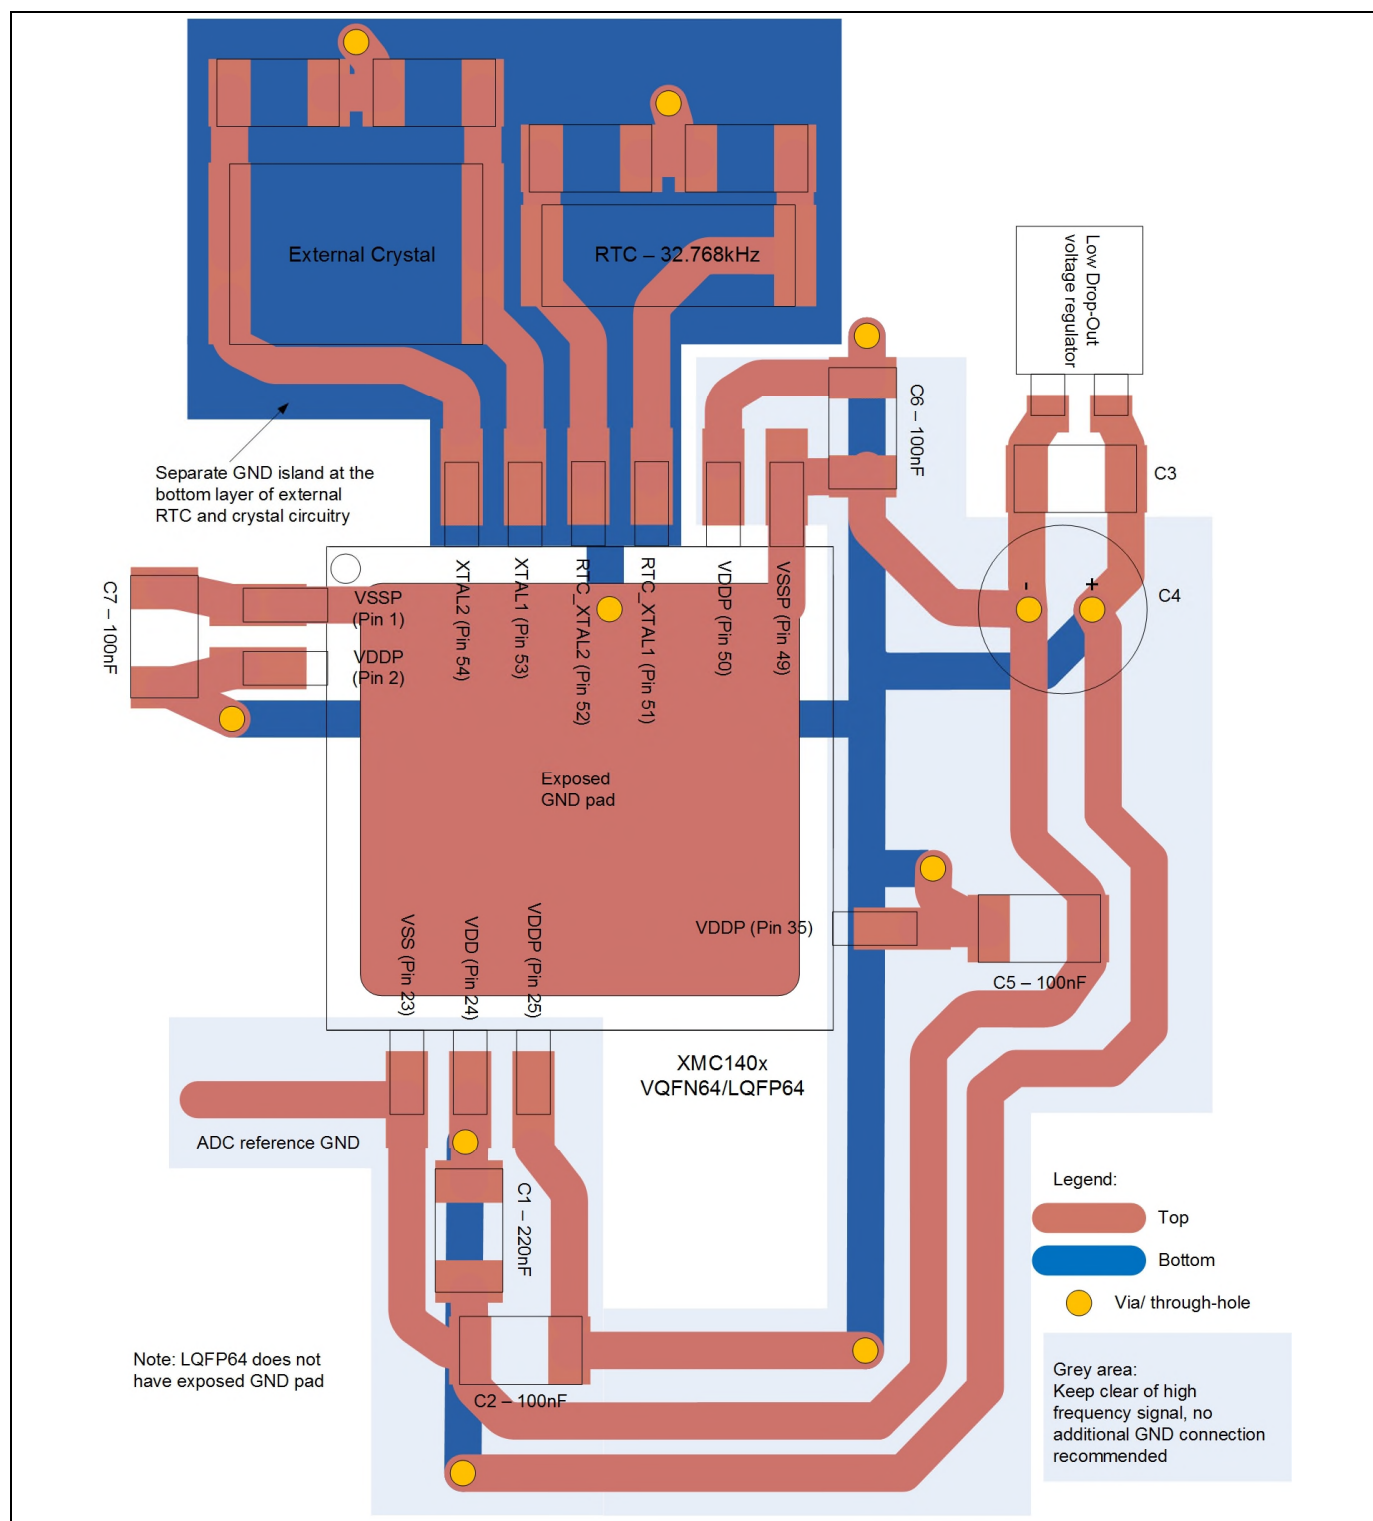 External Crystal
RTC – 32.768kHz
Low Drop-Out
voltage regulator
C6 – 100nF
C3
Separate GND island at the
bottom layer of external
RTC and crystal circuitry
XTAL2 (Pin 54)
XTAL1 (Pin 53)
RTC_XTAL2 (Pin 52)
RTC_XTAL1 (Pin 51)
VDDP (Pin 50)
VSSP (Pin 49)
-
+
C4
C7 – 100nF
VSSP
(Pin 1)
VDDP
(Pin 2)
Exposed
GND pad
VSS (Pin 23)
VDD (Pin 24)
VDDP (Pin 25)
VDDP (Pin 35)
C5 – 100nF
XMC140x
VQFN64/LQFP64
ADC reference GND
C1 – 220nF
C2 – 100nF
Note: LQFP64 does not
have exposed GND pad
Legend:
Top
Bottom
Via/ through-hole
Grey area:
Keep clear of high
frequency signal, no
additional GND connection
recommended